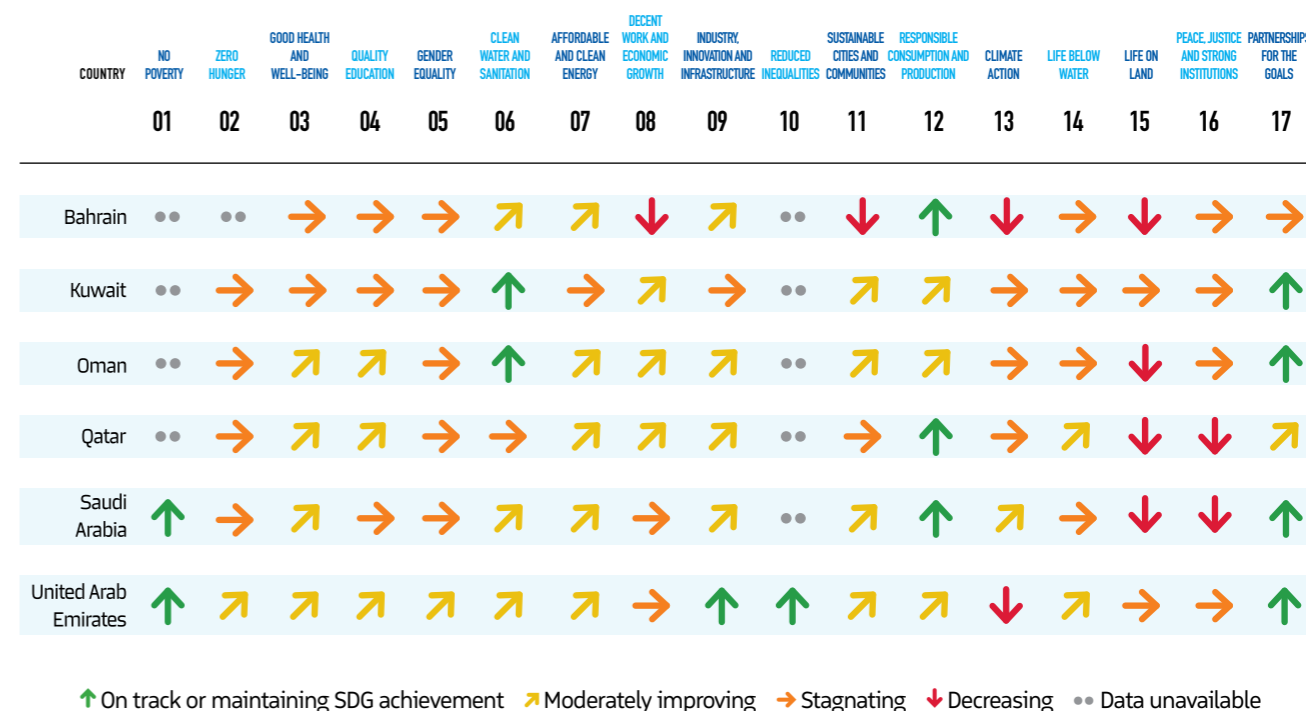 COUNTRY
NO
POVERTY
ZERO
HUNGER
GOOD HEALTH
AND
WELL-BEING
QUALITY
EDUCATION
GENDER
EQUALITY
CLEAN
WATER AND
SANITATION
AFFORDABLE
AND CLEAN
ENERGY
DECENT
WORK AND
ECONOMIC
GROWTH
INDUSTRY,
INNOVATION AND
INFRASTRUCTURE
REDUCED
INEQUALITIES
SUSTAINABLE
CITIES AND
COMMUNITIES
RESPONSIBLE
CONSUMPTION AND
PRODUCTION
CLIMATE
ACTION
LIFE BELOW
WATER
LIFE ON
LAND
PEACE, JUSTICE
AND STRONG
INSTITUTIONS
PARTNERSHIPS
FOR THE
GOALS
01 02 03 04 05 06 07 08 09 10 11 12 13 14 15 16 17
Bahrain
Kuwait
Oman
Qatar
Saudi
Arabia
United Arab
Emirates
On track or maintaining SDG achievement Moderately improving Stagnating Decreasing Data unavailable